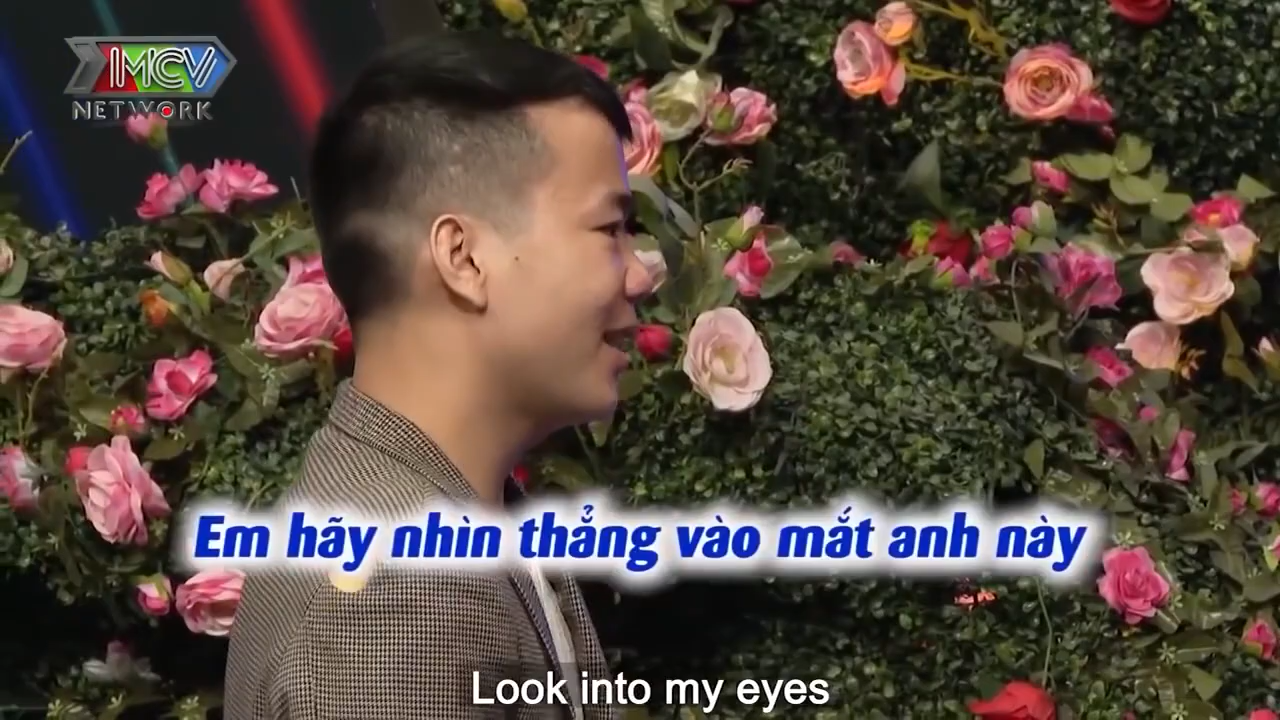 MCV
NETWORK
Em hãy nhìn thẳng vào mắt anh này
Look into my eyes